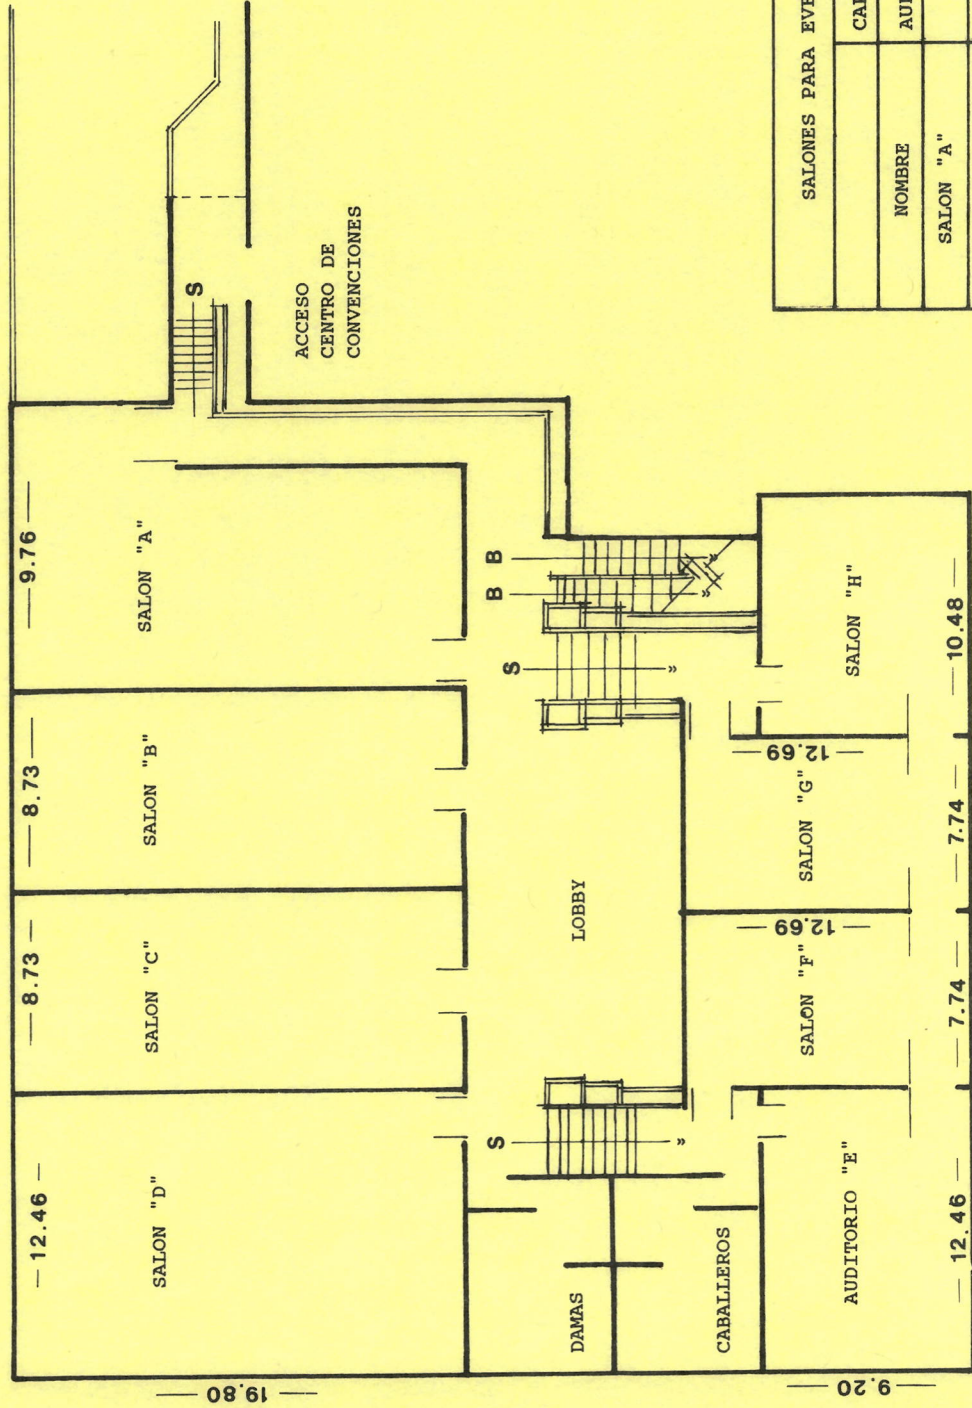 12.46
8.73
8.73
9.76
19.80
SALON "D"
SALON "C"
SALON "B"
SALON "A"
S
ACCESO
CENTRO DE
CONVENCIONES
S
S
B
B
LOBBY
DAMAS
CABALLEROS
AUDITORIO "E"
SALON "F"
SALON "G"
SALON "H"
12.69
12.69
9.20
12.46
7.74
7.74
10.48
SALONES PARA EVE
CA
NOMBRE AU
SALON "A"